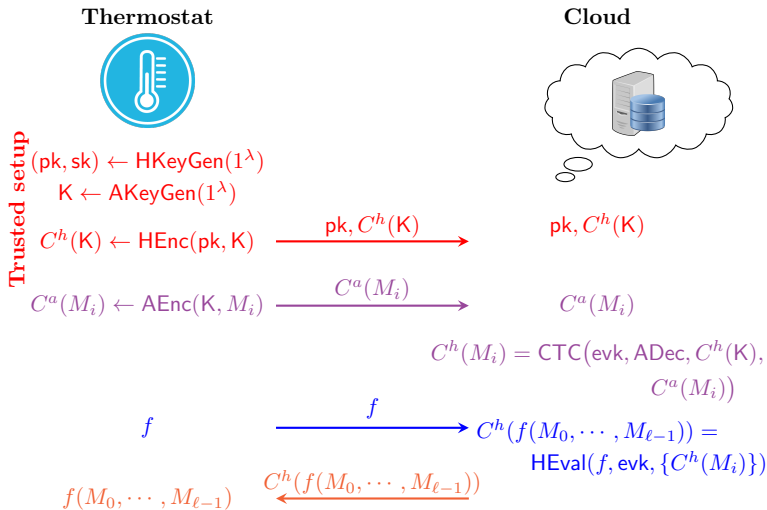 Thermostat
Cloud
Trusted setup
(pk, sk) ← HKeyGen(1^λ)
K ← AKeyGen(1^λ)
C^h(K) ← HEnc(pk, K)
pk, C^h(K)
pk, C^h(K)
C^a(M_i) ← AEnc(K, M_i)
C^a(M_i)
C^a(M_i)
C^h(M_i) = CTC(evk, ADec, C^h(K),
C^a(M_i))
f
f
C^h(f(M_0, ⋯ , M_{ℓ−1})) =
HEval(f, evk, {C^h(M_i)})
f(M_0, ⋯ , M_{ℓ−1})
C^h(f(M_0, ⋯ , M_{ℓ−1}))